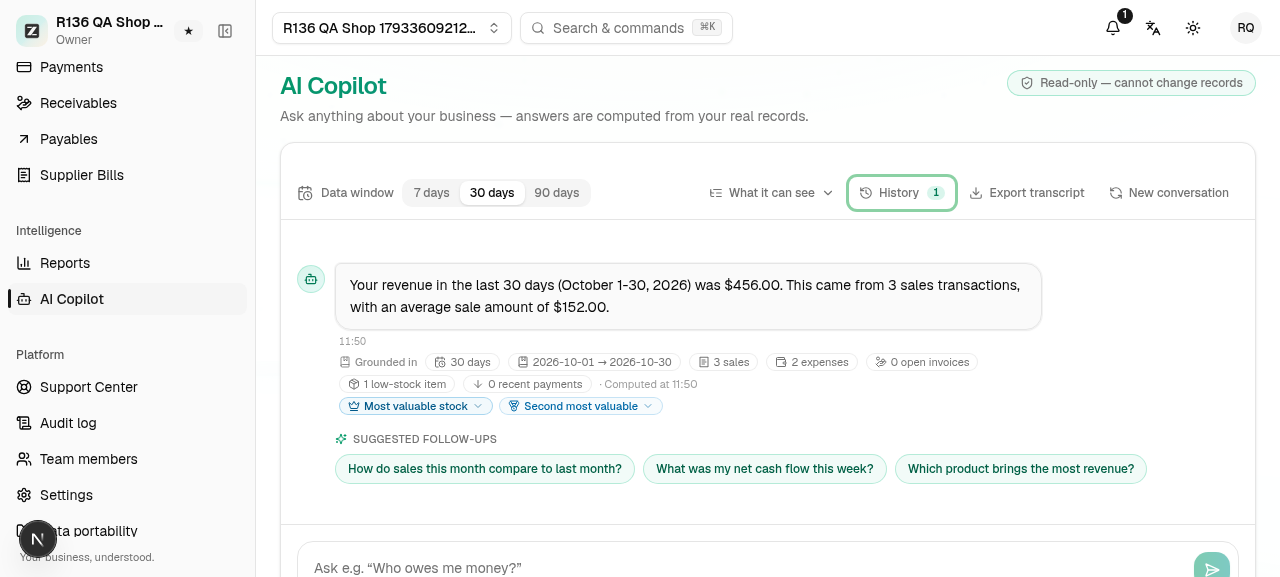 R136 QA Shop ...
Owner
Payments
Receivables
Payables
Supplier Bills
Intelligence
Reports
AI Copilot
Platform
Support Center
Audit log
Team members
Settings
ata portability
N
Your business, understood.
R136 QA Shop 17933609212...
Search & commands ⌘K
1
RQ
AI Copilot
Read-only — cannot change records
Ask anything about your business — answers are computed from your real records.
Data window 7 days 30 days 90 days
What it can see
History 1
Export transcript
New conversation
Your revenue in the last 30 days (October 1-30, 2026) was $456.00. This came from 3 sales transactions,
with an average sale amount of $152.00.
11:50
Grounded in 30 days 2026-10-01 → 2026-10-30 3 sales 2 expenses 0 open invoices
1 low-stock item 0 recent payments · Computed at 11:50
Most valuable stock Second most valuable
SUGGESTED FOLLOW-UPS
How do sales this month compare to last month? What was my net cash flow this week? Which product brings the most revenue?
Ask e.g. “Who owes me money?”